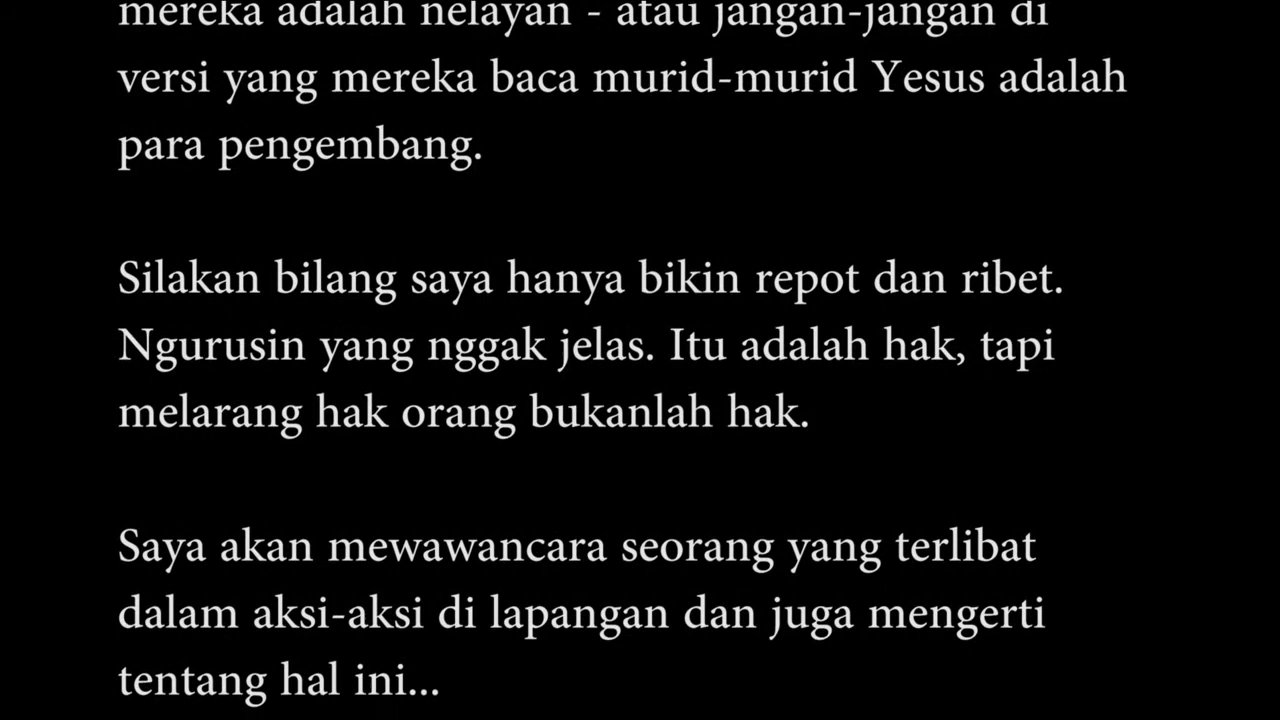 mereka adalah nelayan - atau jangan-jangan di
versi yang mereka baca murid-murid Yesus adalah
para pengembang.
Silakan bilang saya hanya bikin repot dan ribet.
Ngurusin yang nggak jelas. Itu adalah hak, tapi
melarang hak orang bukanlah hak.
Saya akan mewawancara seorang yang terlibat
dalam aksi-aksi di lapangan dan juga mengerti
tentang hal ini...